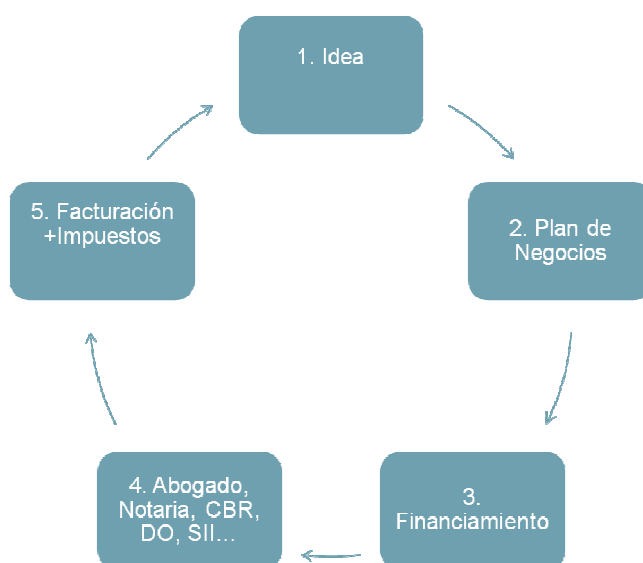 1. Idea
2. Plan de
Negocios
3.
Financiamiento
4. Abogado,
Notaria, CBR,
DO, SII...
5. Facturación
+Impuestos